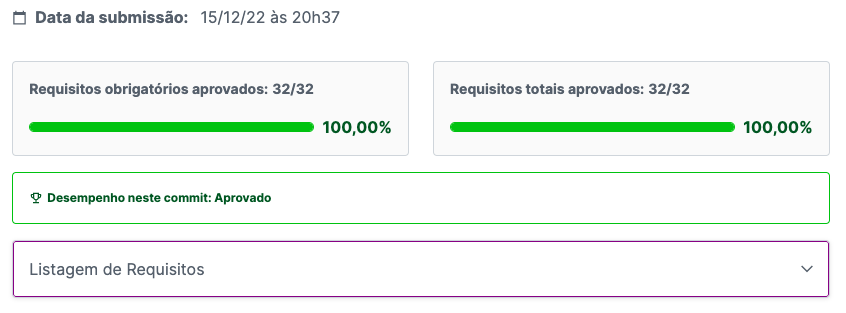 Data da submissão: 15/12/22 às 20h37
Requisitos obrigatórios aprovados: 32/32
100,00%
Requisitos totais aprovados: 32/32
100,00%
Desempenho neste commit: Aprovado
Listagem de Requisitos